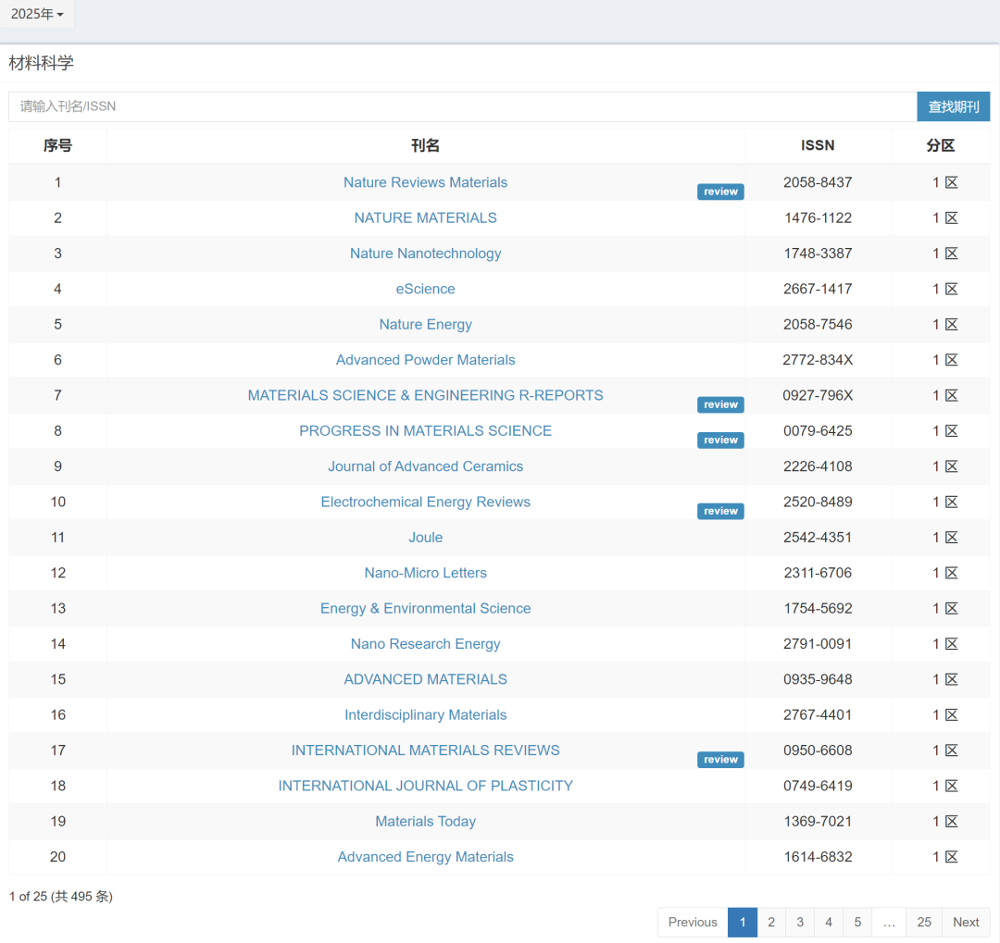 2025年
材料科学
请输入刊名/ISSN 查找期刊
序号 刊名 ISSN 分区
1 Nature Reviews Materials review 2058-8437 1 区
2 NATURE MATERIALS 1476-1122 1 区
3 Nature Nanotechnology 1748-3387 1 区
4 eScience 2667-1417 1 区
5 Nature Energy 2058-7546 1 区
6 Advanced Powder Materials 2772-834X 1 区
7 MATERIALS SCIENCE & ENGINEERING R-REPORTS review 0927-796X 1 区
8 PROGRESS IN MATERIALS SCIENCE review 0079-6425 1 区
9 Journal of Advanced Ceramics 2226-4108 1 区
10 Electrochemical Energy Reviews review 2520-8489 1 区
11 Joule 2542-4351 1 区
12 Nano-Micro Letters 2311-6706 1 区
13 Energy & Environmental Science 1754-5692 1 区
14 Nano Research Energy 2791-0091 1 区
15 ADVANCED MATERIALS 0935-9648 1 区
16 Interdisciplinary Materials 2767-4401 1 区
17 INTERNATIONAL MATERIALS REVIEWS review 0950-6608 1 区
18 INTERNATIONAL JOURNAL OF PLASTICITY 0749-6419 1 区
19 Materials Today 1369-7021 1 区
20 Advanced Energy Materials 1614-6832 1 区
1 of 25 (共 495 条)
Previous 1 2 3 4 5 … 25 Next